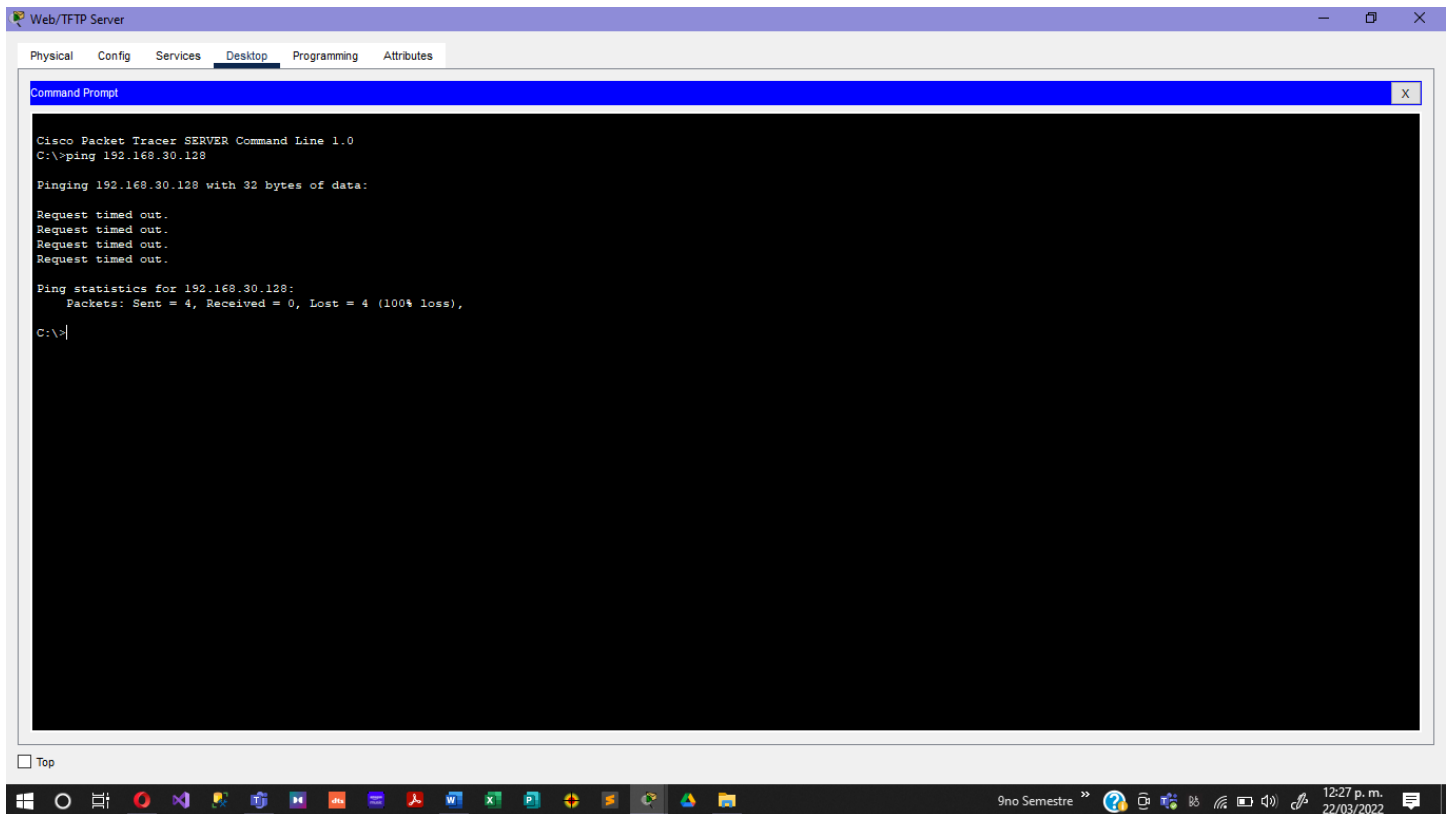 Web/TFTP Server
Physical Config Services Desktop Programming Attributes
Command Prompt
X
Cisco Packet Tracer SERVER Command Line 1.0
C:\>ping 192.168.30.128
Pinging 192.168.30.128 with 32 bytes of data:
Request timed out.
Request timed out.
Request timed out.
Request timed out.
Ping statistics for 192.168.30.128:
Packets: Sent = 4, Received = 0, Lost = 4 (100% loss),
C:\>
Top
9no Semestre
12:27 p. m.
22/03/2022